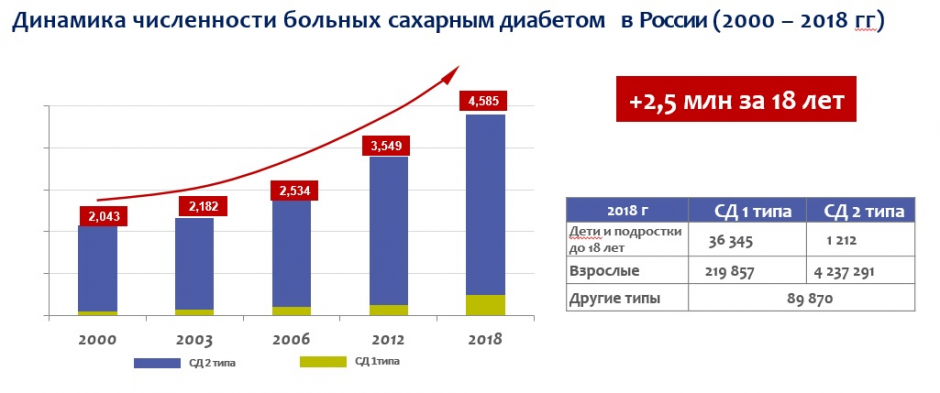 Динамика численности больных сахарным диабетом в России (2000 – 2018 гг)
+2,5 млн за 18 лет
4,585
3,549
2,534
2,182
2,043
2000 2003 2006 2012 2018
СД 2 типа СД 1типа
2018 г СД 1 типа СД 2 типа
Дети и подростки
до 18 лет 36 345 1 212
Взрослые 219 857 4 237 291
Другие типы 89 870